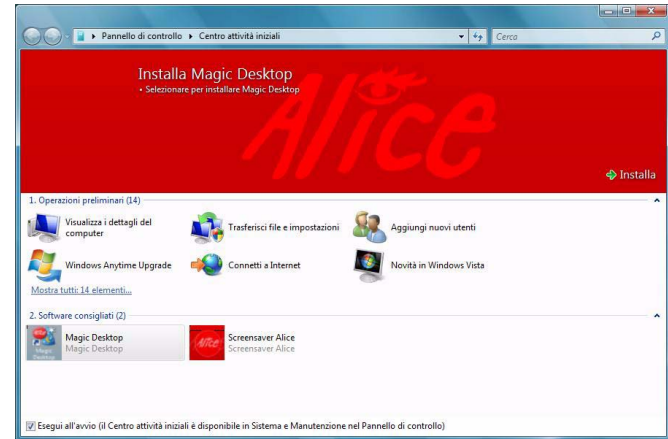 Pannello di controllo ▸ Centro attività iniziali
Cerca
Installa Magic Desktop
• Selezionare per installare Magic Desktop
Alice
Installa
1. Operazioni preliminari (14)
Visualizza i dettagli del
computer
Trasferisci file e impostazioni
Aggiungi nuovi utenti
Windows Anytime Upgrade
Connetti a Internet
Novità in Windows Vista
Mostra tutti: 14 elementi...
2. Software consigliati (2)
Magic Desktop
Magic Desktop
Magic
Desktop
Alice
Screensaver Alice
Screensaver Alice
Esegui all'avvio (il Centro attività iniziali è disponibile in Sistema e Manutenzione nel Pannello di controllo)